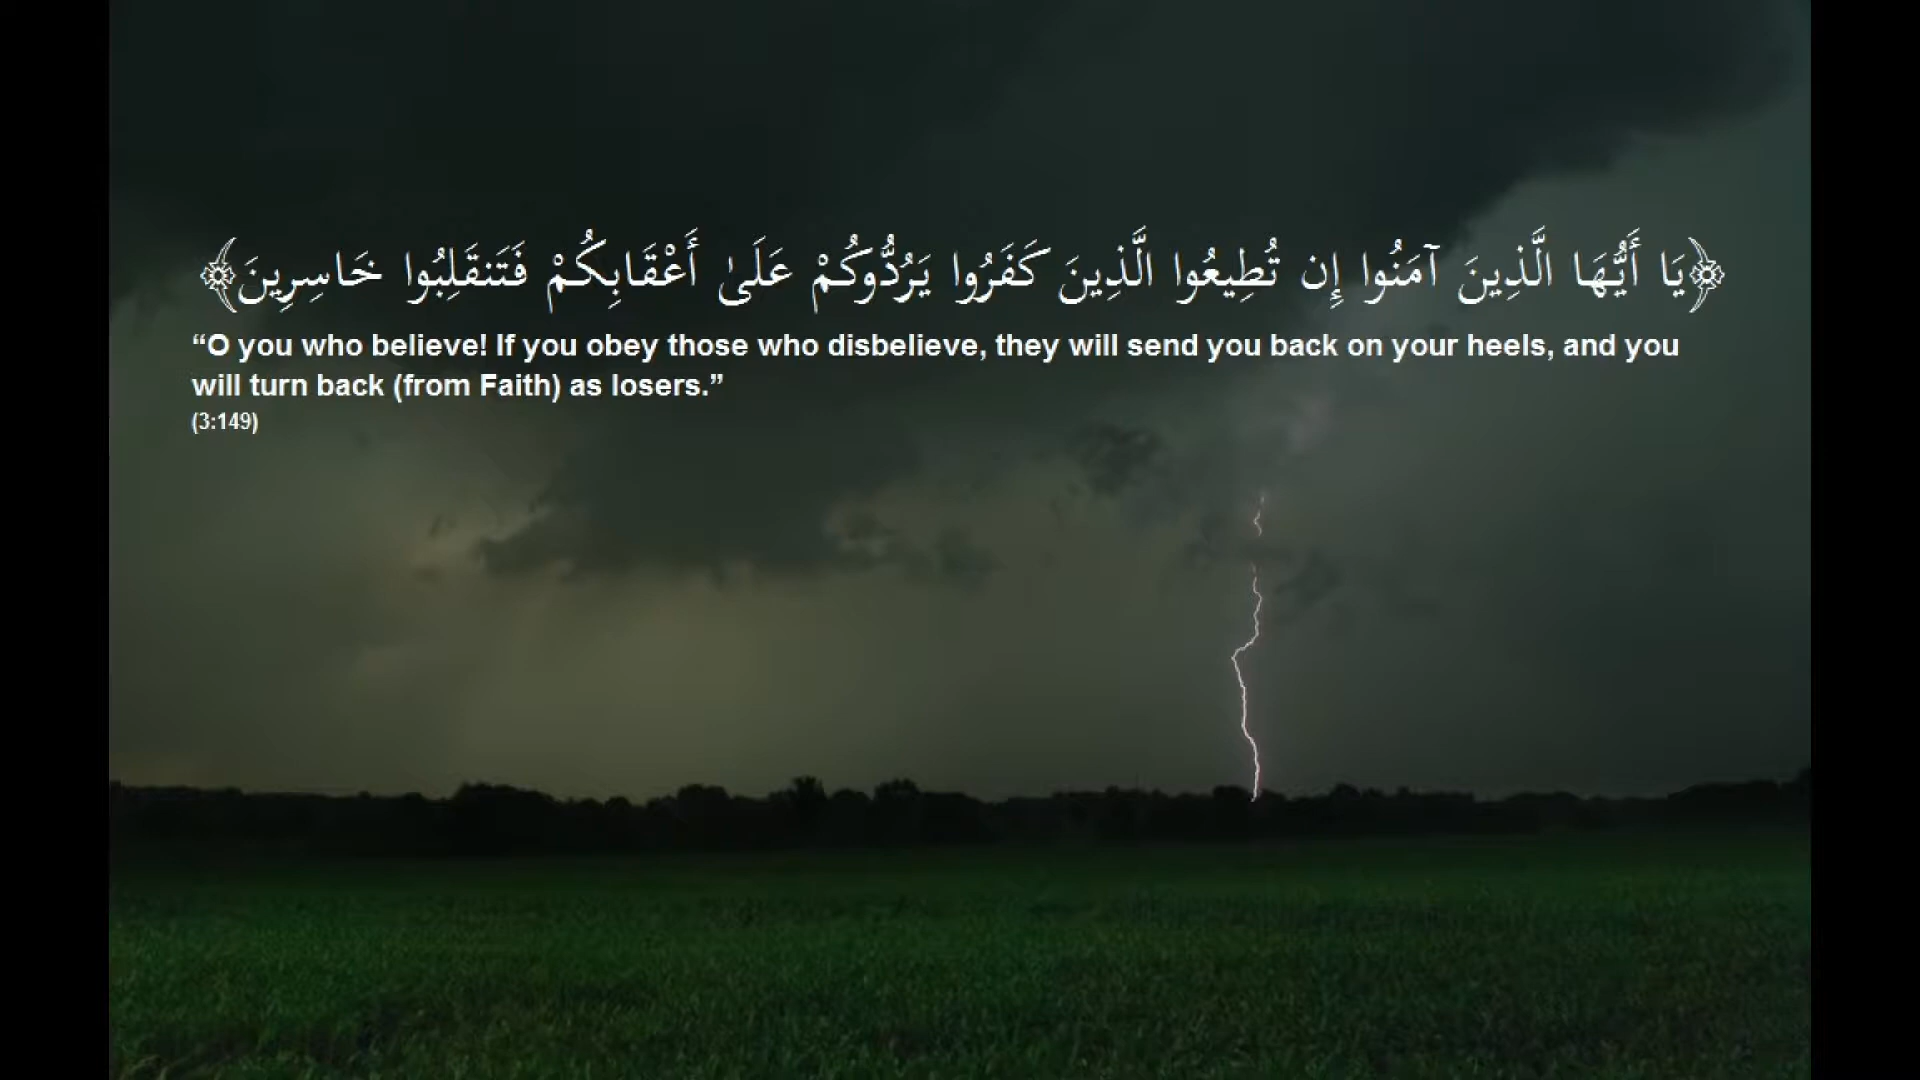 ﴿يَا أَيُّهَا الَّذِينَ آمَنُوا إِن تُطِيعُوا الَّذِينَ كَفَرُوا يَرُدُّوكُمْ عَلَىٰ أَعْقَابِكُمْ فَتَنقَلِبُوا خَاسِرِينَ﴾
“O you who believe! If you obey those who disbelieve, they will send you back on your heels, and you
will turn back (from Faith) as losers.”
(3:149)